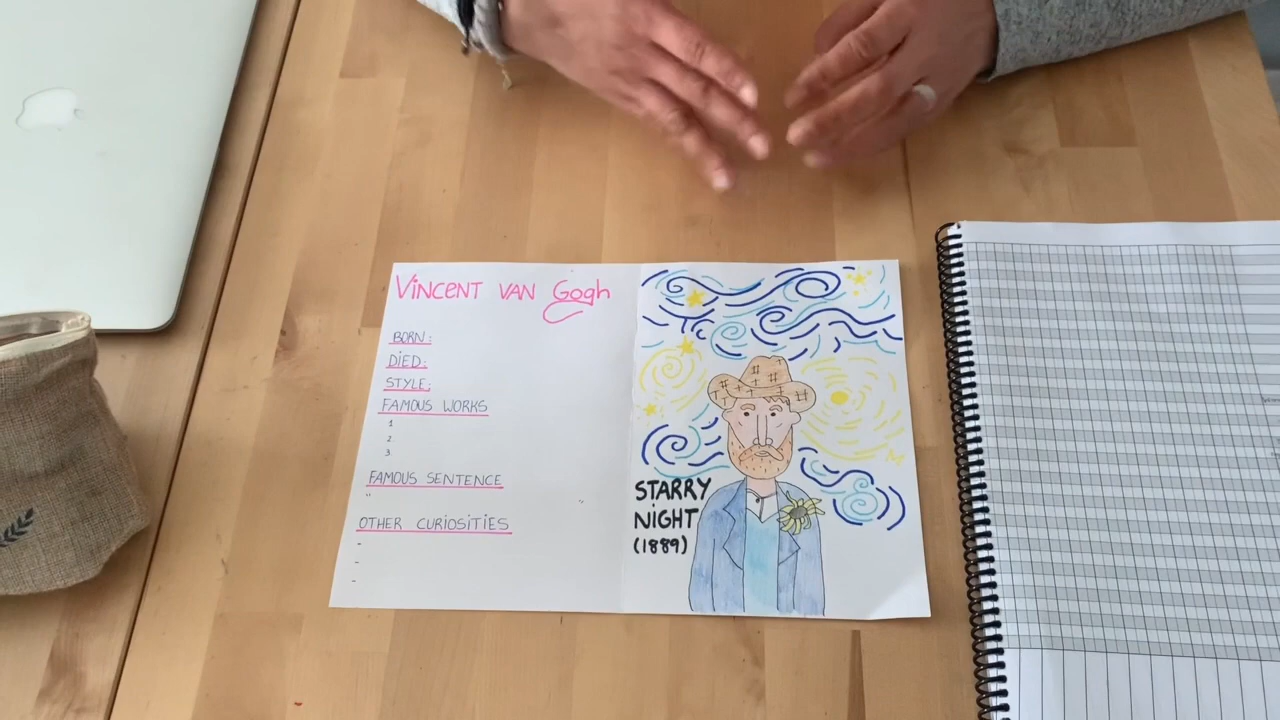 Vincent van Gogh
BORN:
DiED:
STYLE:
FAMOUS WORKS
1
2
3
FAMOUS SENTENCE
" "
OTHER CURIOSITIES
-
-
-
STARRY
NiGHT
(1889)